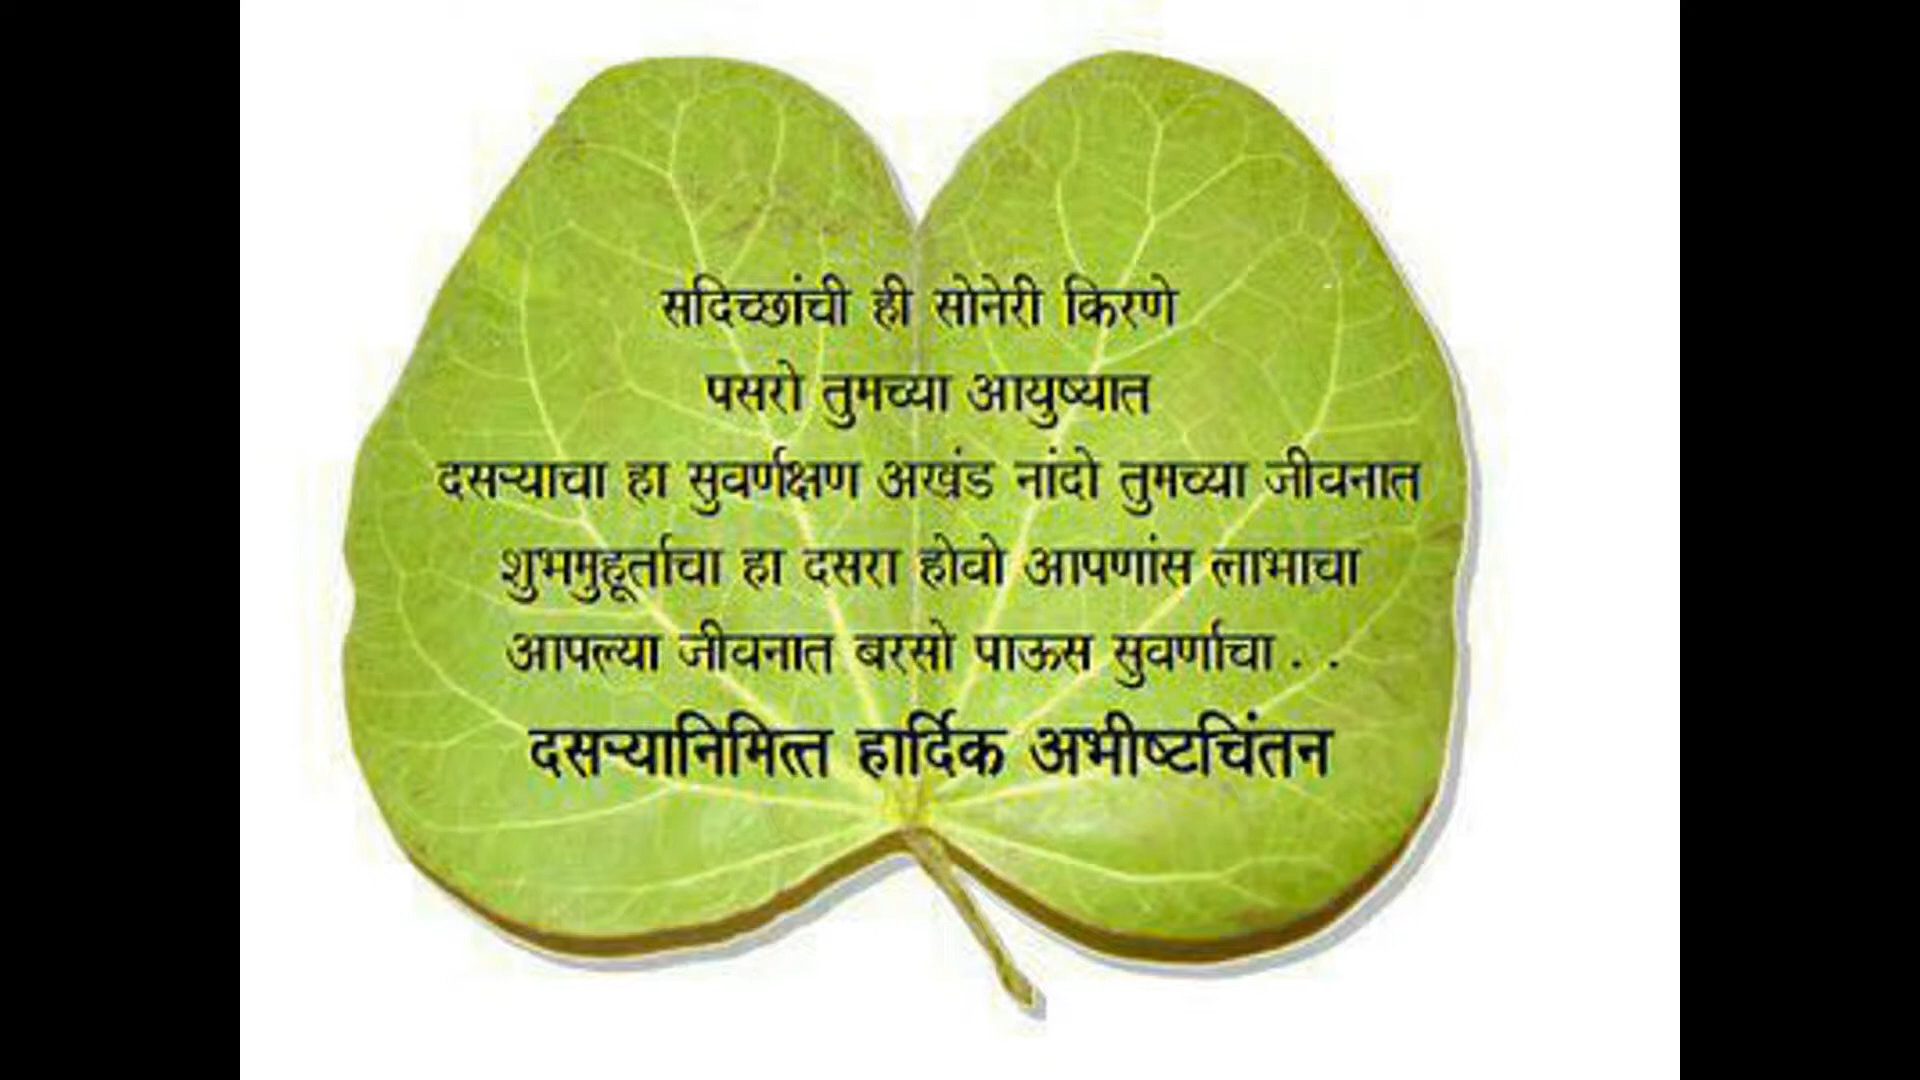 सदिच्छांची ही सोनेरी किरणे
पसरो तुमच्या आयुष्यात
दसऱ्याचा हा सुवर्णक्षण अखंड नांदो तुमच्या जीवनात
शुभमुहूर्ताचा हा दसरा होवो आपणांस लाभाचा
आपल्या जीवनात बरसो पाऊस सुवर्णाचा . .
दसऱ्यानिमित्त हार्दिक अभीष्टचिंतन